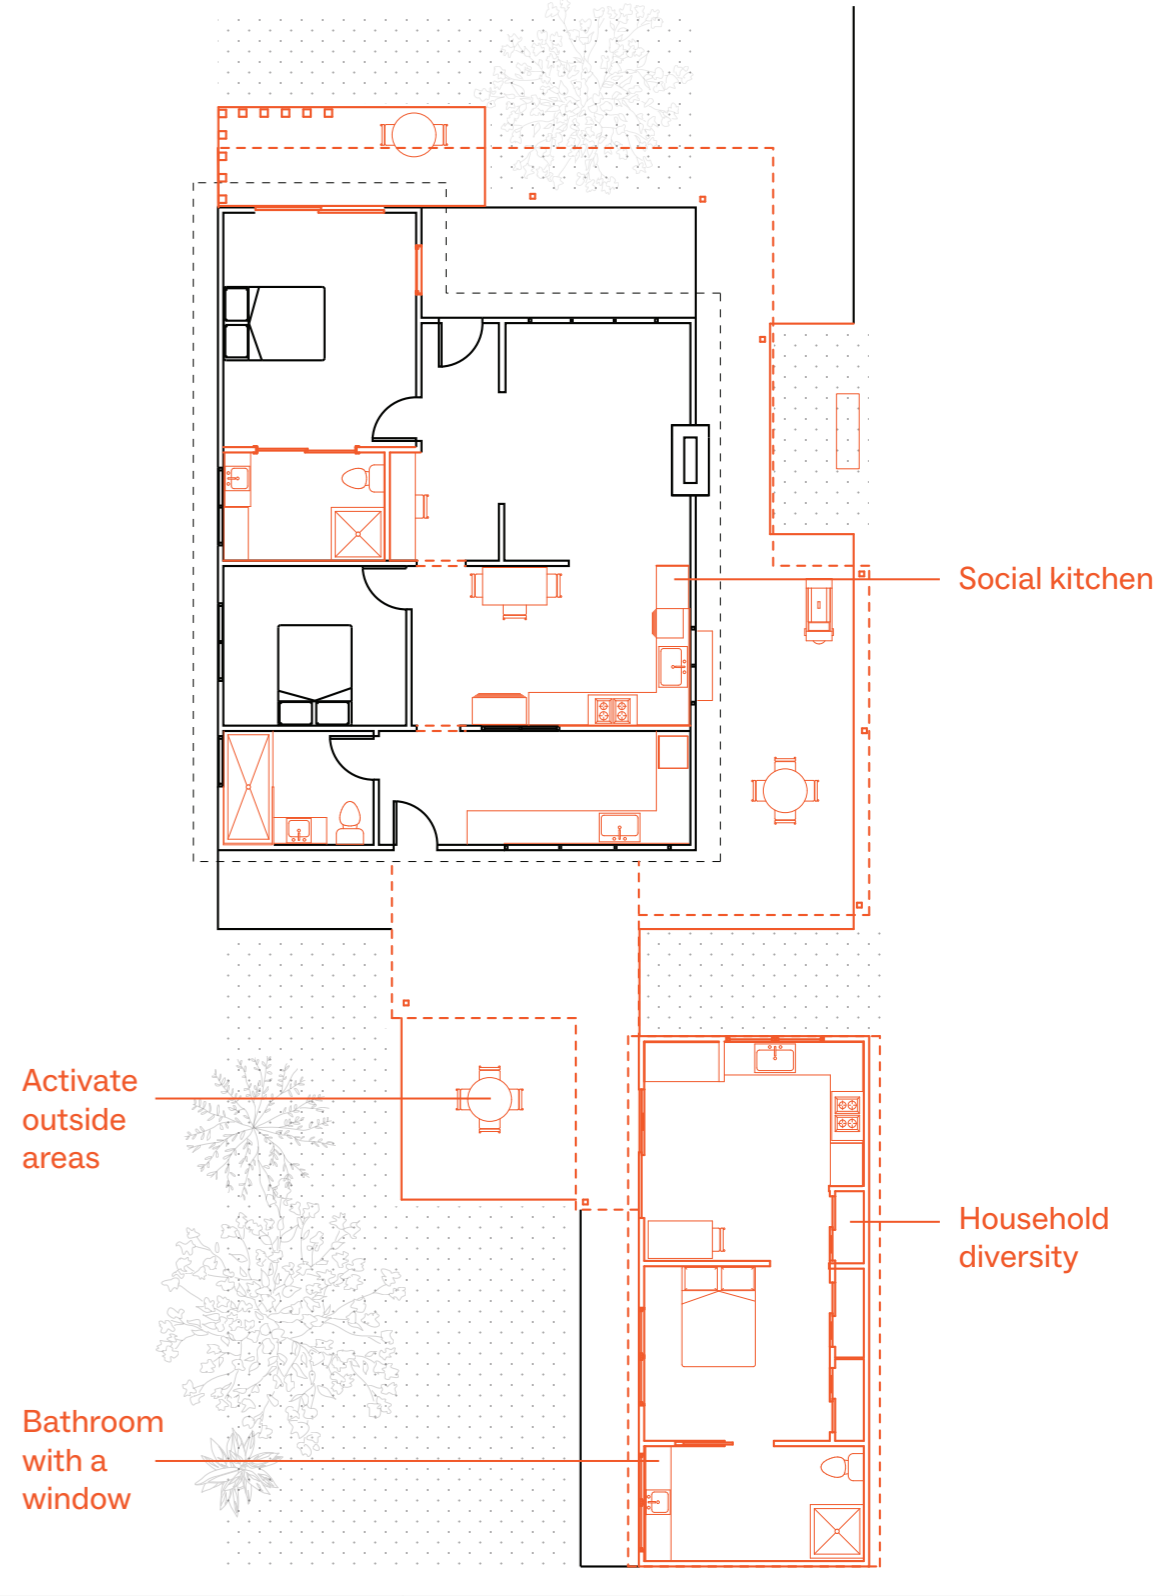 Social kitchen
Activate
outside
areas
Household
diversity
Bathroom
with a
window